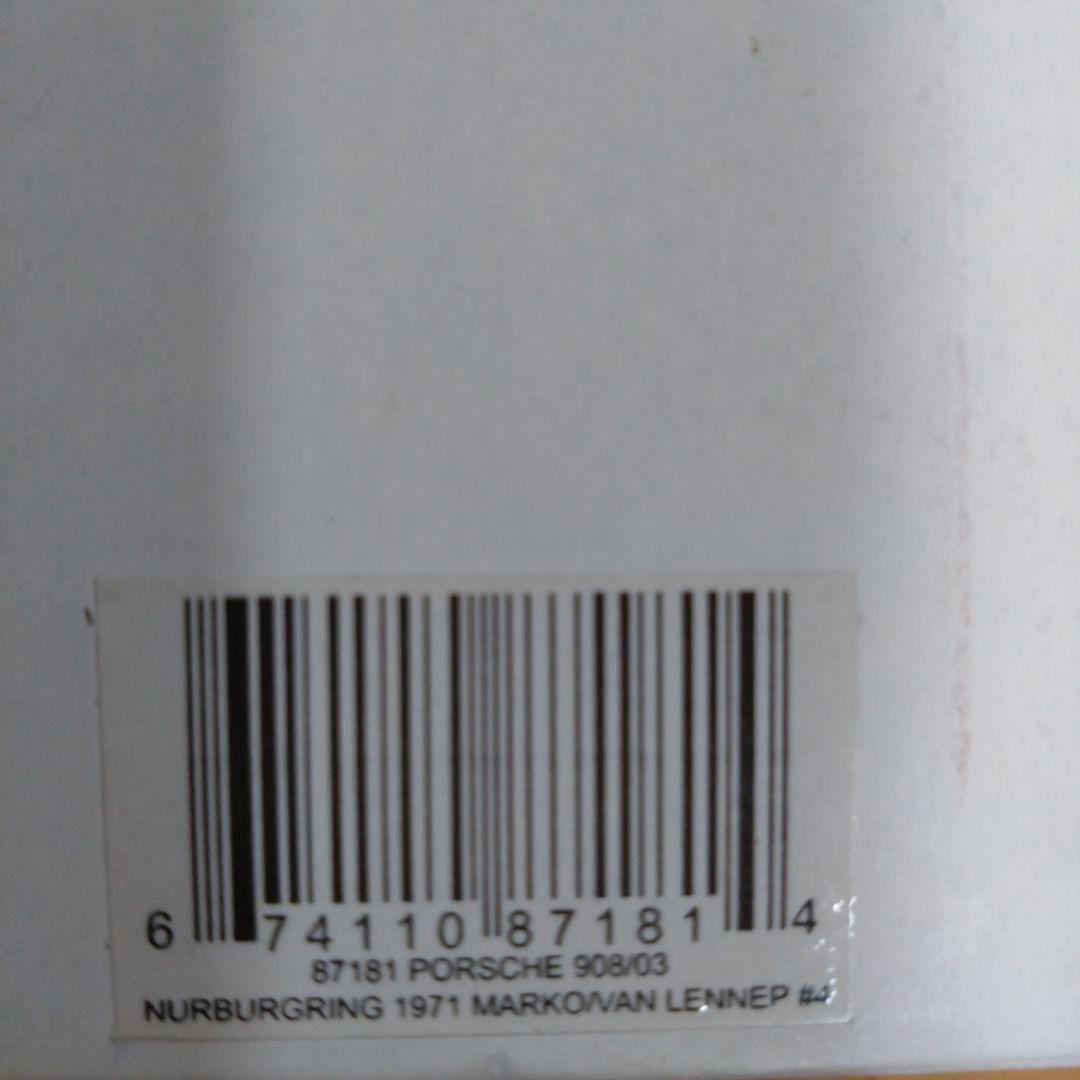 6 74110 87181 4
87181 PORSCHE 908/03
NURBURGRING 1971 MARKO/VAN LENNEP #4